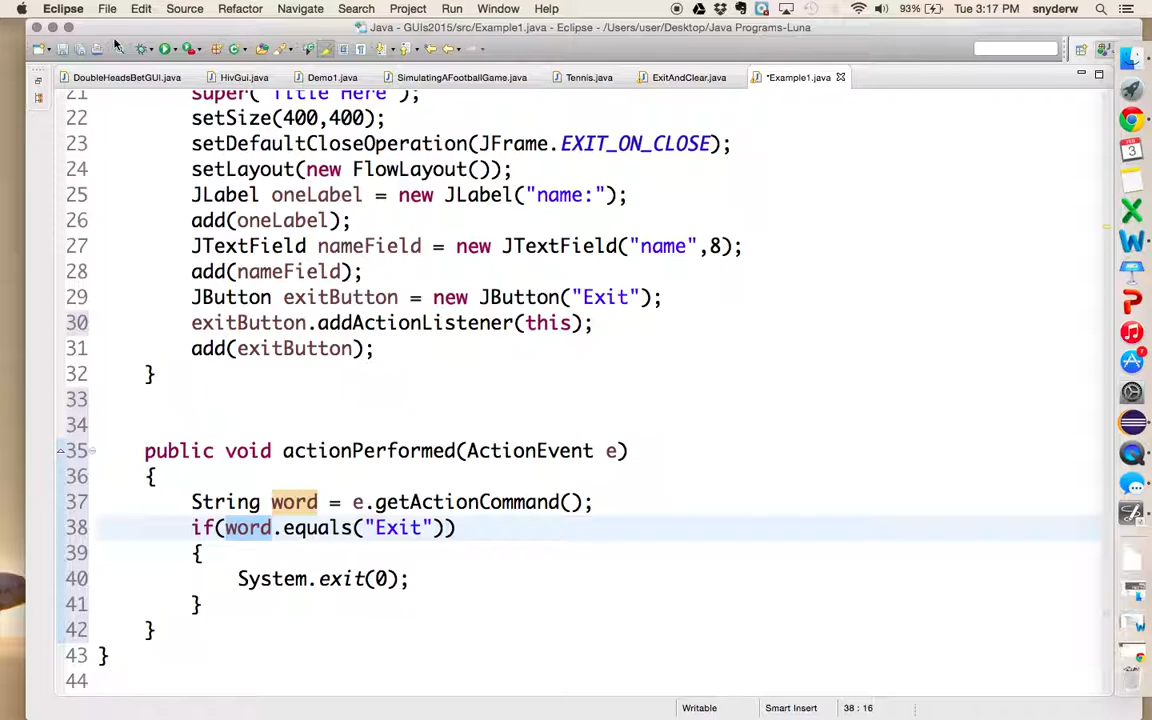 Eclipse File Edit Source Refactor Navigate Search Project Run Window Help 93% Tue 3:17 PM snyderw
Java - GUIs2015/src/Example1.java - Eclipse - /Users/user/Desktop/Java Programs-Luna
DoubleHeadsBetGUI.java HivGui.java Demo1.java SimulatingAFootballGame.java Tennis.java ExitAndClear.java *Example1.java
21 super("Title Here");
22 setSize(400,400);
23 setDefaultCloseOperation(JFrame.EXIT_ON_CLOSE);
24 setLayout(new FlowLayout());
25 JLabel oneLabel = new JLabel("name:");
26 add(oneLabel);
27 JTextField nameField = new JTextField("name",8);
28 add(nameField);
29 JButton exitButton = new JButton("Exit");
30 exitButton.addActionListener(this);
31 add(exitButton);
32 }
33
34
35 public void actionPerformed(ActionEvent e)
36 {
37 String word = e.getActionCommand();
38 if(word.equals("Exit"))
39 {
40 System.exit(0);
41 }
42 }
43 }
44
Writable Smart Insert 38 : 16